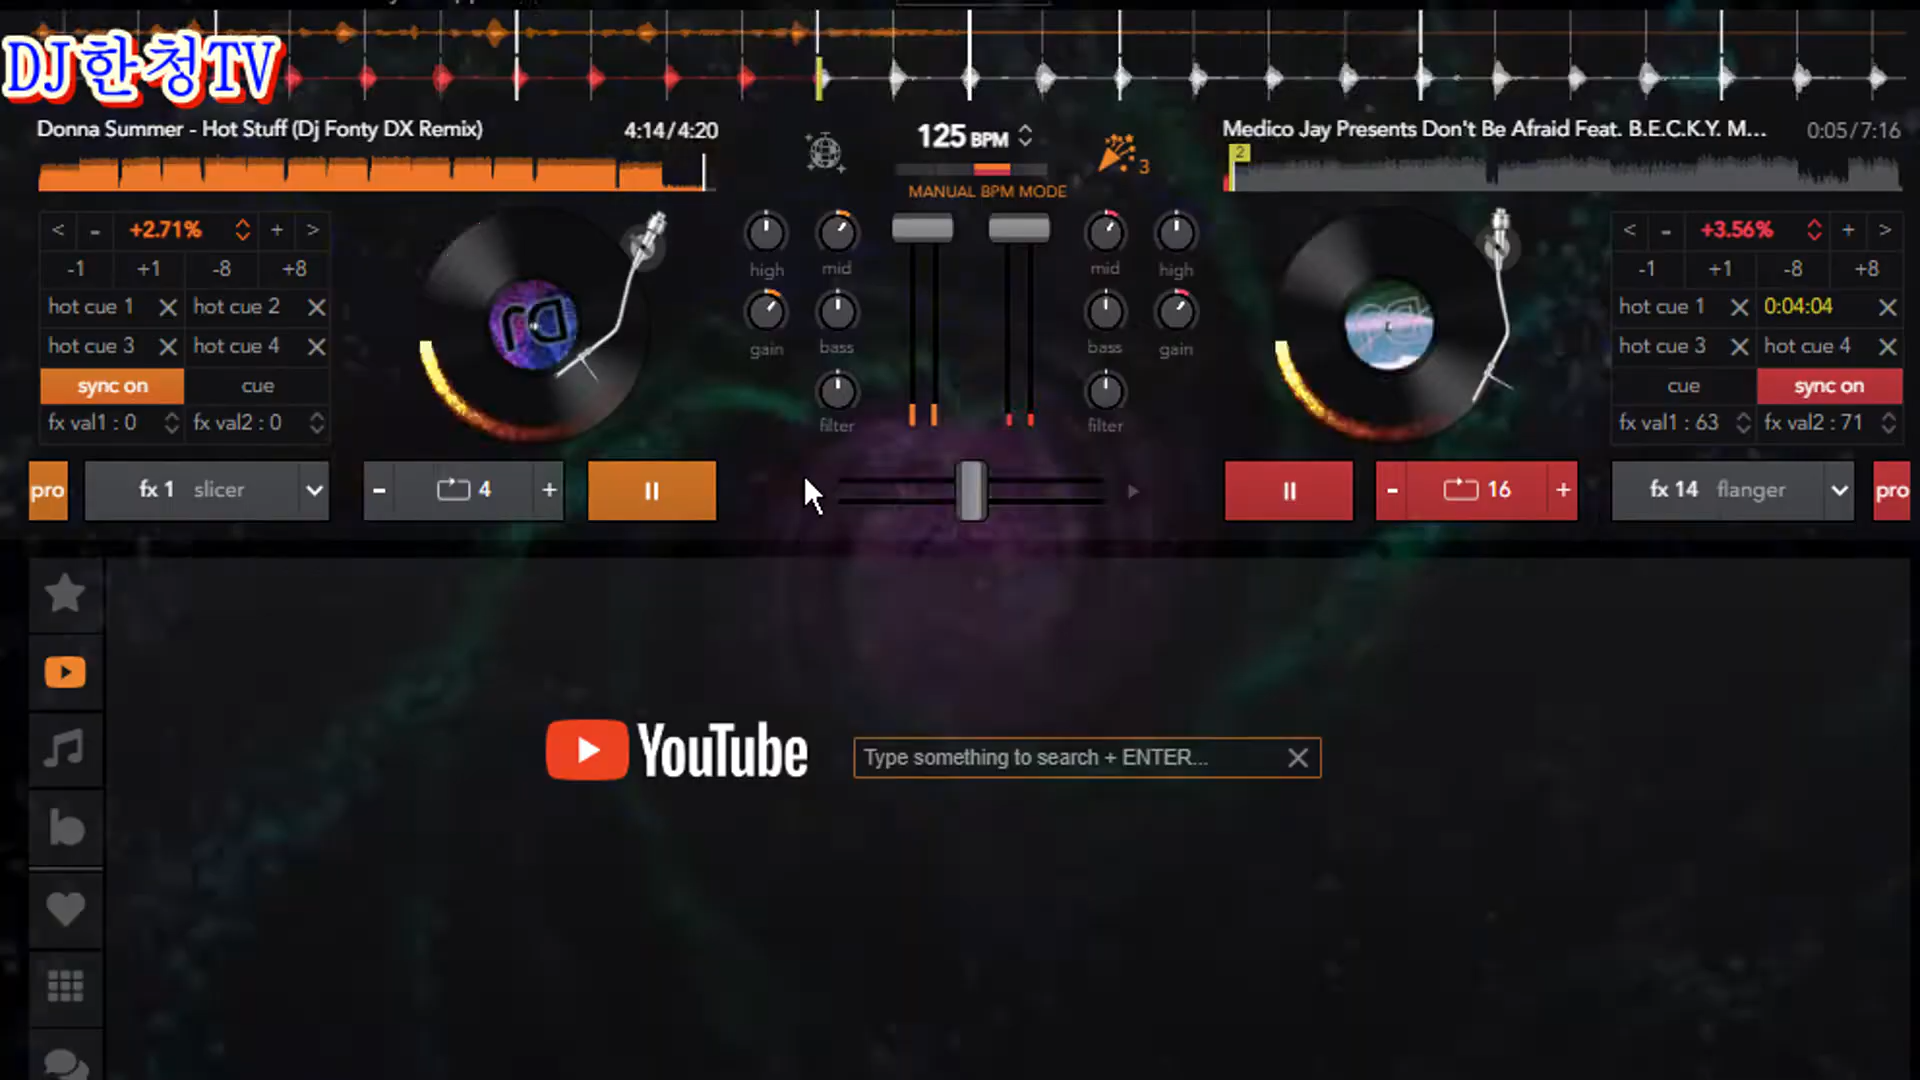 DJ한청TV
Donna Summer - Hot Stuff (Dj Fonty DX Remix)
4:14/4:20
125 BPM
3
MANUAL BPM MODE
Medico Jay Presents Don't Be Afraid Feat. B.E.C.K.Y. M...
0:05/7:16
2
< - +2.71% + >
-1 +1 -8 +8
hot cue 1
hot cue 2
hot cue 3
hot cue 4
sync on
cue
fx val1 : 0
fx val2 : 0
high
mid
gain
bass
filter
mid
high
bass
gain
filter
< - +3.56% + >
-1 +1 -8 +8
hot cue 1
0:04:04
hot cue 3
hot cue 4
cue
sync on
fx val1 : 63
fx val2 : 71
pro
fx 1 slicer
- 4 +
- 16 +
fx 14 flanger
pro
YouTube
Type something to search + ENTER...